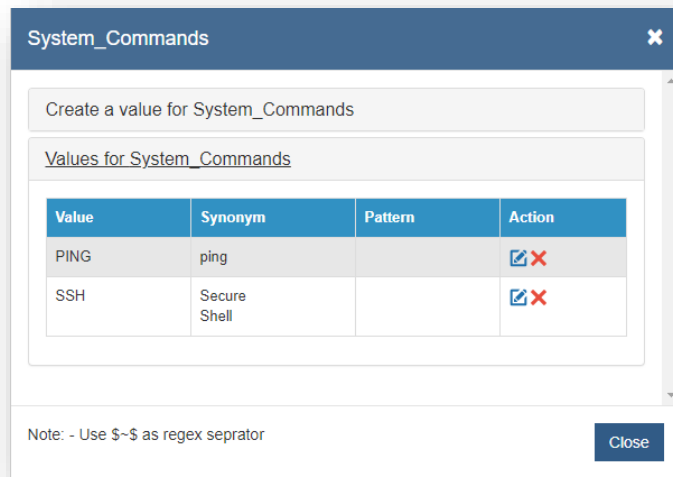 System_Commands
Create a value for System_Commands
Values for System_Commands
Value Synonym Pattern Action
PING ping
SSH Secure
Shell
Note: - Use $~$ as regex seprator
Close